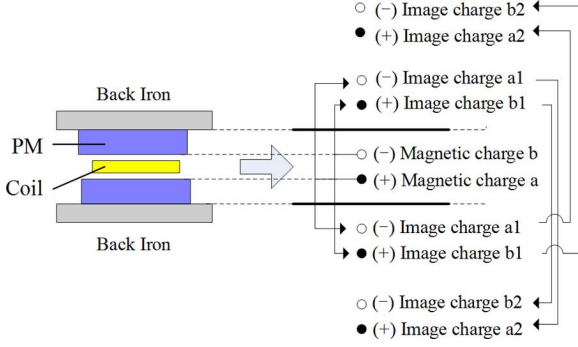 (−) Image charge b2
(+) Image charge a2
Back Iron
(−) Image charge a1
(+) Image charge b1
PM
(−) Magnetic charge b
Coil
(+) Magnetic charge a
(−) Image charge a1
Back Iron
(+) Image charge b1
(−) Image charge b2
(+) Image charge a2